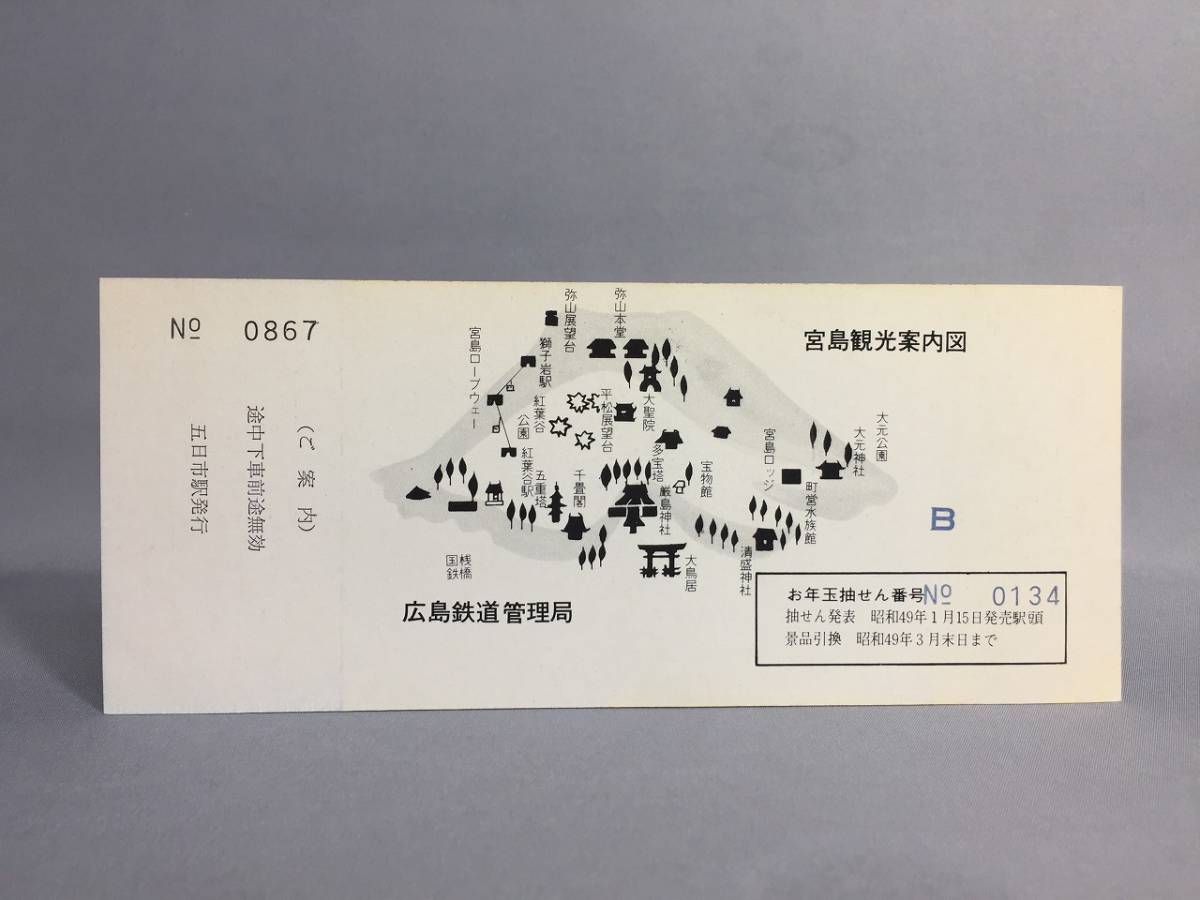 No 0867
(ご案内)
途中下車前途無効
五日市駅発行
宮島観光案内図
弥山展望台
弥山本堂
獅子岩駅
宮島ロープウェー
紅葉谷
公園
紅葉谷駅
平松展望台
大聖院
多宝塔
五重塔
千畳閣
厳島神社
宝物館
宮島ロッジ
町営水族館
大元神社
大元公園
清盛神社
大鳥居
桟橋
国鉄
B
広島鉄道管理局
お年玉抽せん番号No 0134
抽せん発表 昭和49年1月15日発売駅頭
景品引換 昭和49年3月末日まで